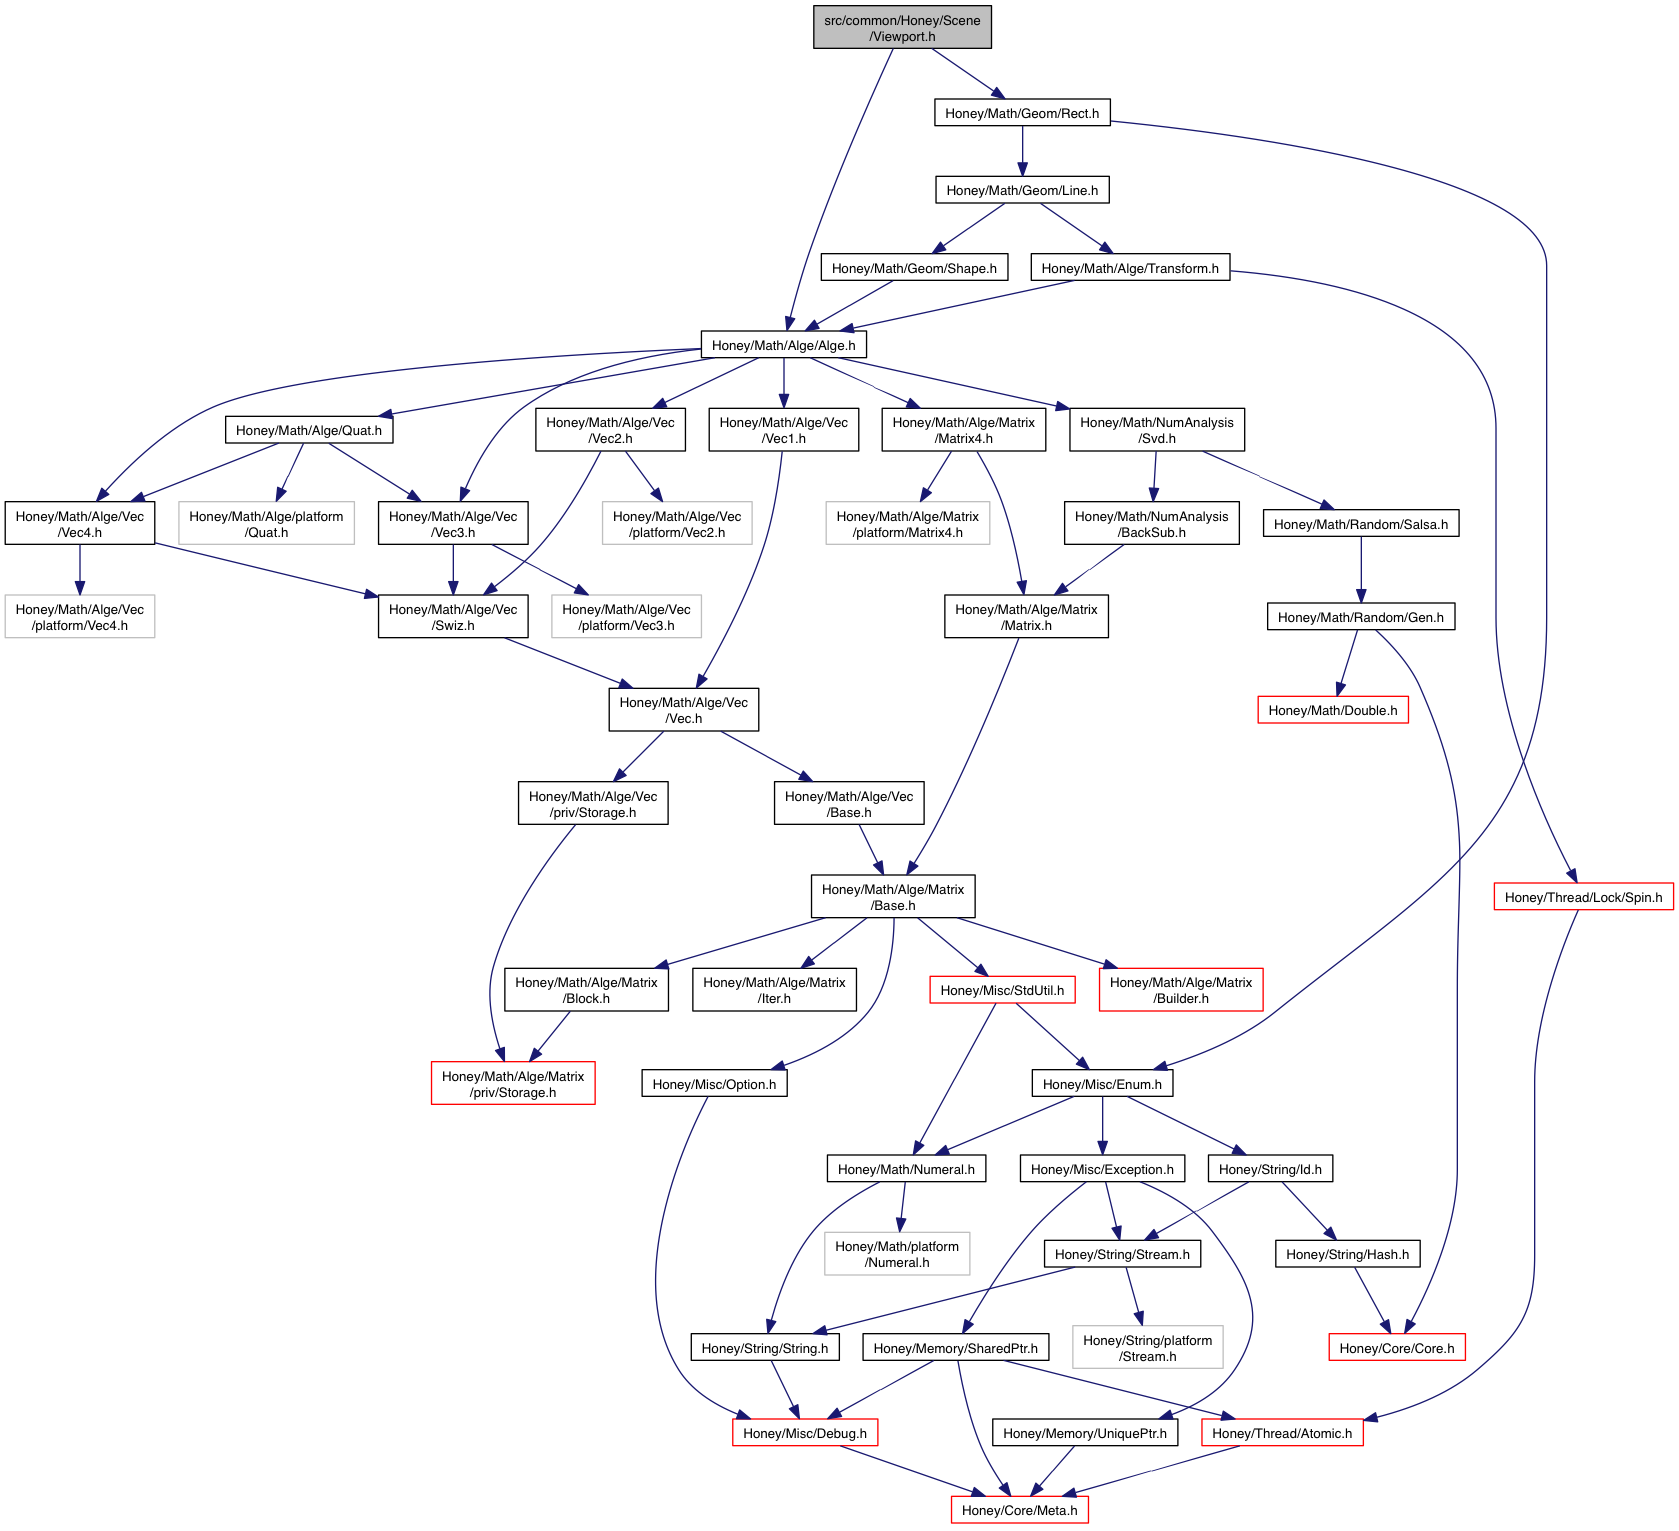 src/common/Honey/Scene
/Viewport.h
Honey/Math/Geom/Rect.h
Honey/Math/Geom/Line.h
Honey/Math/Geom/Shape.h
Honey/Math/Alge/Transform.h
Honey/Math/Alge/Alge.h
Honey/Math/Alge/Quat.h
Honey/Math/Alge/Vec
/Vec2.h
Honey/Math/Alge/Vec
/Vec1.h
Honey/Math/Alge/Matrix
/Matrix4.h
Honey/Math/NumAnalysis
/Svd.h
Honey/Math/Alge/Vec
/Vec4.h
Honey/Math/Alge/platform
/Quat.h
Honey/Math/Alge/Vec
/Vec3.h
Honey/Math/Alge/Vec
/platform/Vec2.h
Honey/Math/Alge/Matrix
/platform/Matrix4.h
Honey/Math/NumAnalysis
/BackSub.h
Honey/Math/Random/Salsa.h
Honey/Math/Alge/Vec
/platform/Vec4.h
Honey/Math/Alge/Vec
/Swiz.h
Honey/Math/Alge/Vec
/platform/Vec3.h
Honey/Math/Alge/Matrix
/Matrix.h
Honey/Math/Random/Gen.h
Honey/Math/Alge/Vec
/Vec.h
Honey/Math/Double.h
Honey/Math/Alge/Vec
/priv/Storage.h
Honey/Math/Alge/Vec
/Base.h
Honey/Math/Alge/Matrix
/Base.h
Honey/Thread/Lock/Spin.h
Honey/Math/Alge/Matrix
/Block.h
Honey/Math/Alge/Matrix
/Iter.h
Honey/Misc/StdUtil.h
Honey/Math/Alge/Matrix
/Builder.h
Honey/Math/Alge/Matrix
/priv/Storage.h
Honey/Misc/Option.h
Honey/Misc/Enum.h
Honey/Math/Numeral.h
Honey/Misc/Exception.h
Honey/String/Id.h
Honey/Math/platform
/Numeral.h
Honey/String/Stream.h
Honey/String/Hash.h
Honey/String/String.h
Honey/Memory/SharedPtr.h
Honey/String/platform
/Stream.h
Honey/Core/Core.h
Honey/Misc/Debug.h
Honey/Memory/UniquePtr.h
Honey/Thread/Atomic.h
Honey/Core/Meta.h